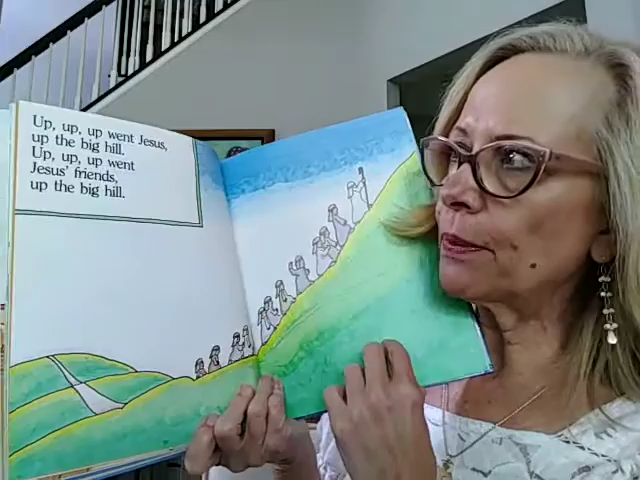 Up, up, up went Jesus,
up the big hill.
Up, up, up went
Jesus' friends,
up the big hill.